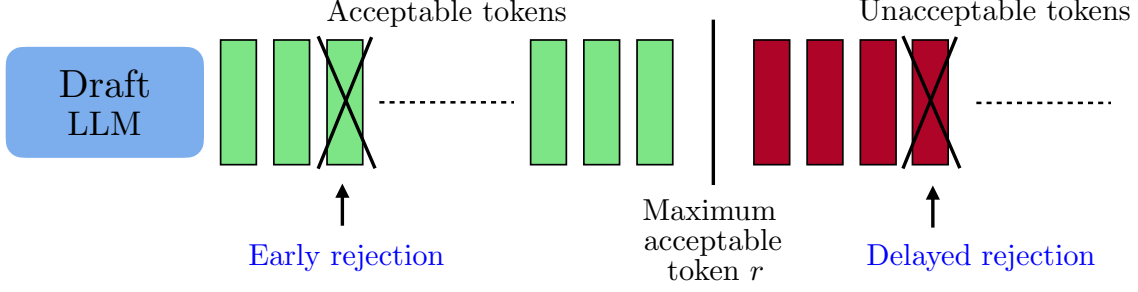 Acceptable tokens
Unacceptable tokens
Draft
LLM
Maximum
acceptable
token r
Early rejection
Delayed rejection